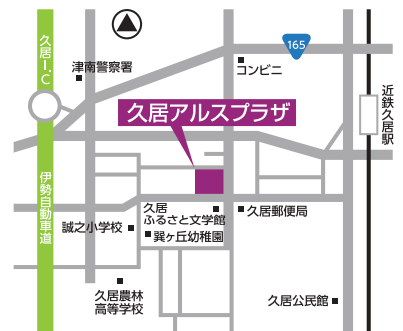 165
久居I.C
津南警察署
コンビニ
久居アルスプラザ
近鉄久居駅
伊勢自動車道
久居
ふるさと文学館
久居郵便局
誠之小学校
巽ヶ丘幼稚園
久居農林
高等学校
久居公民館